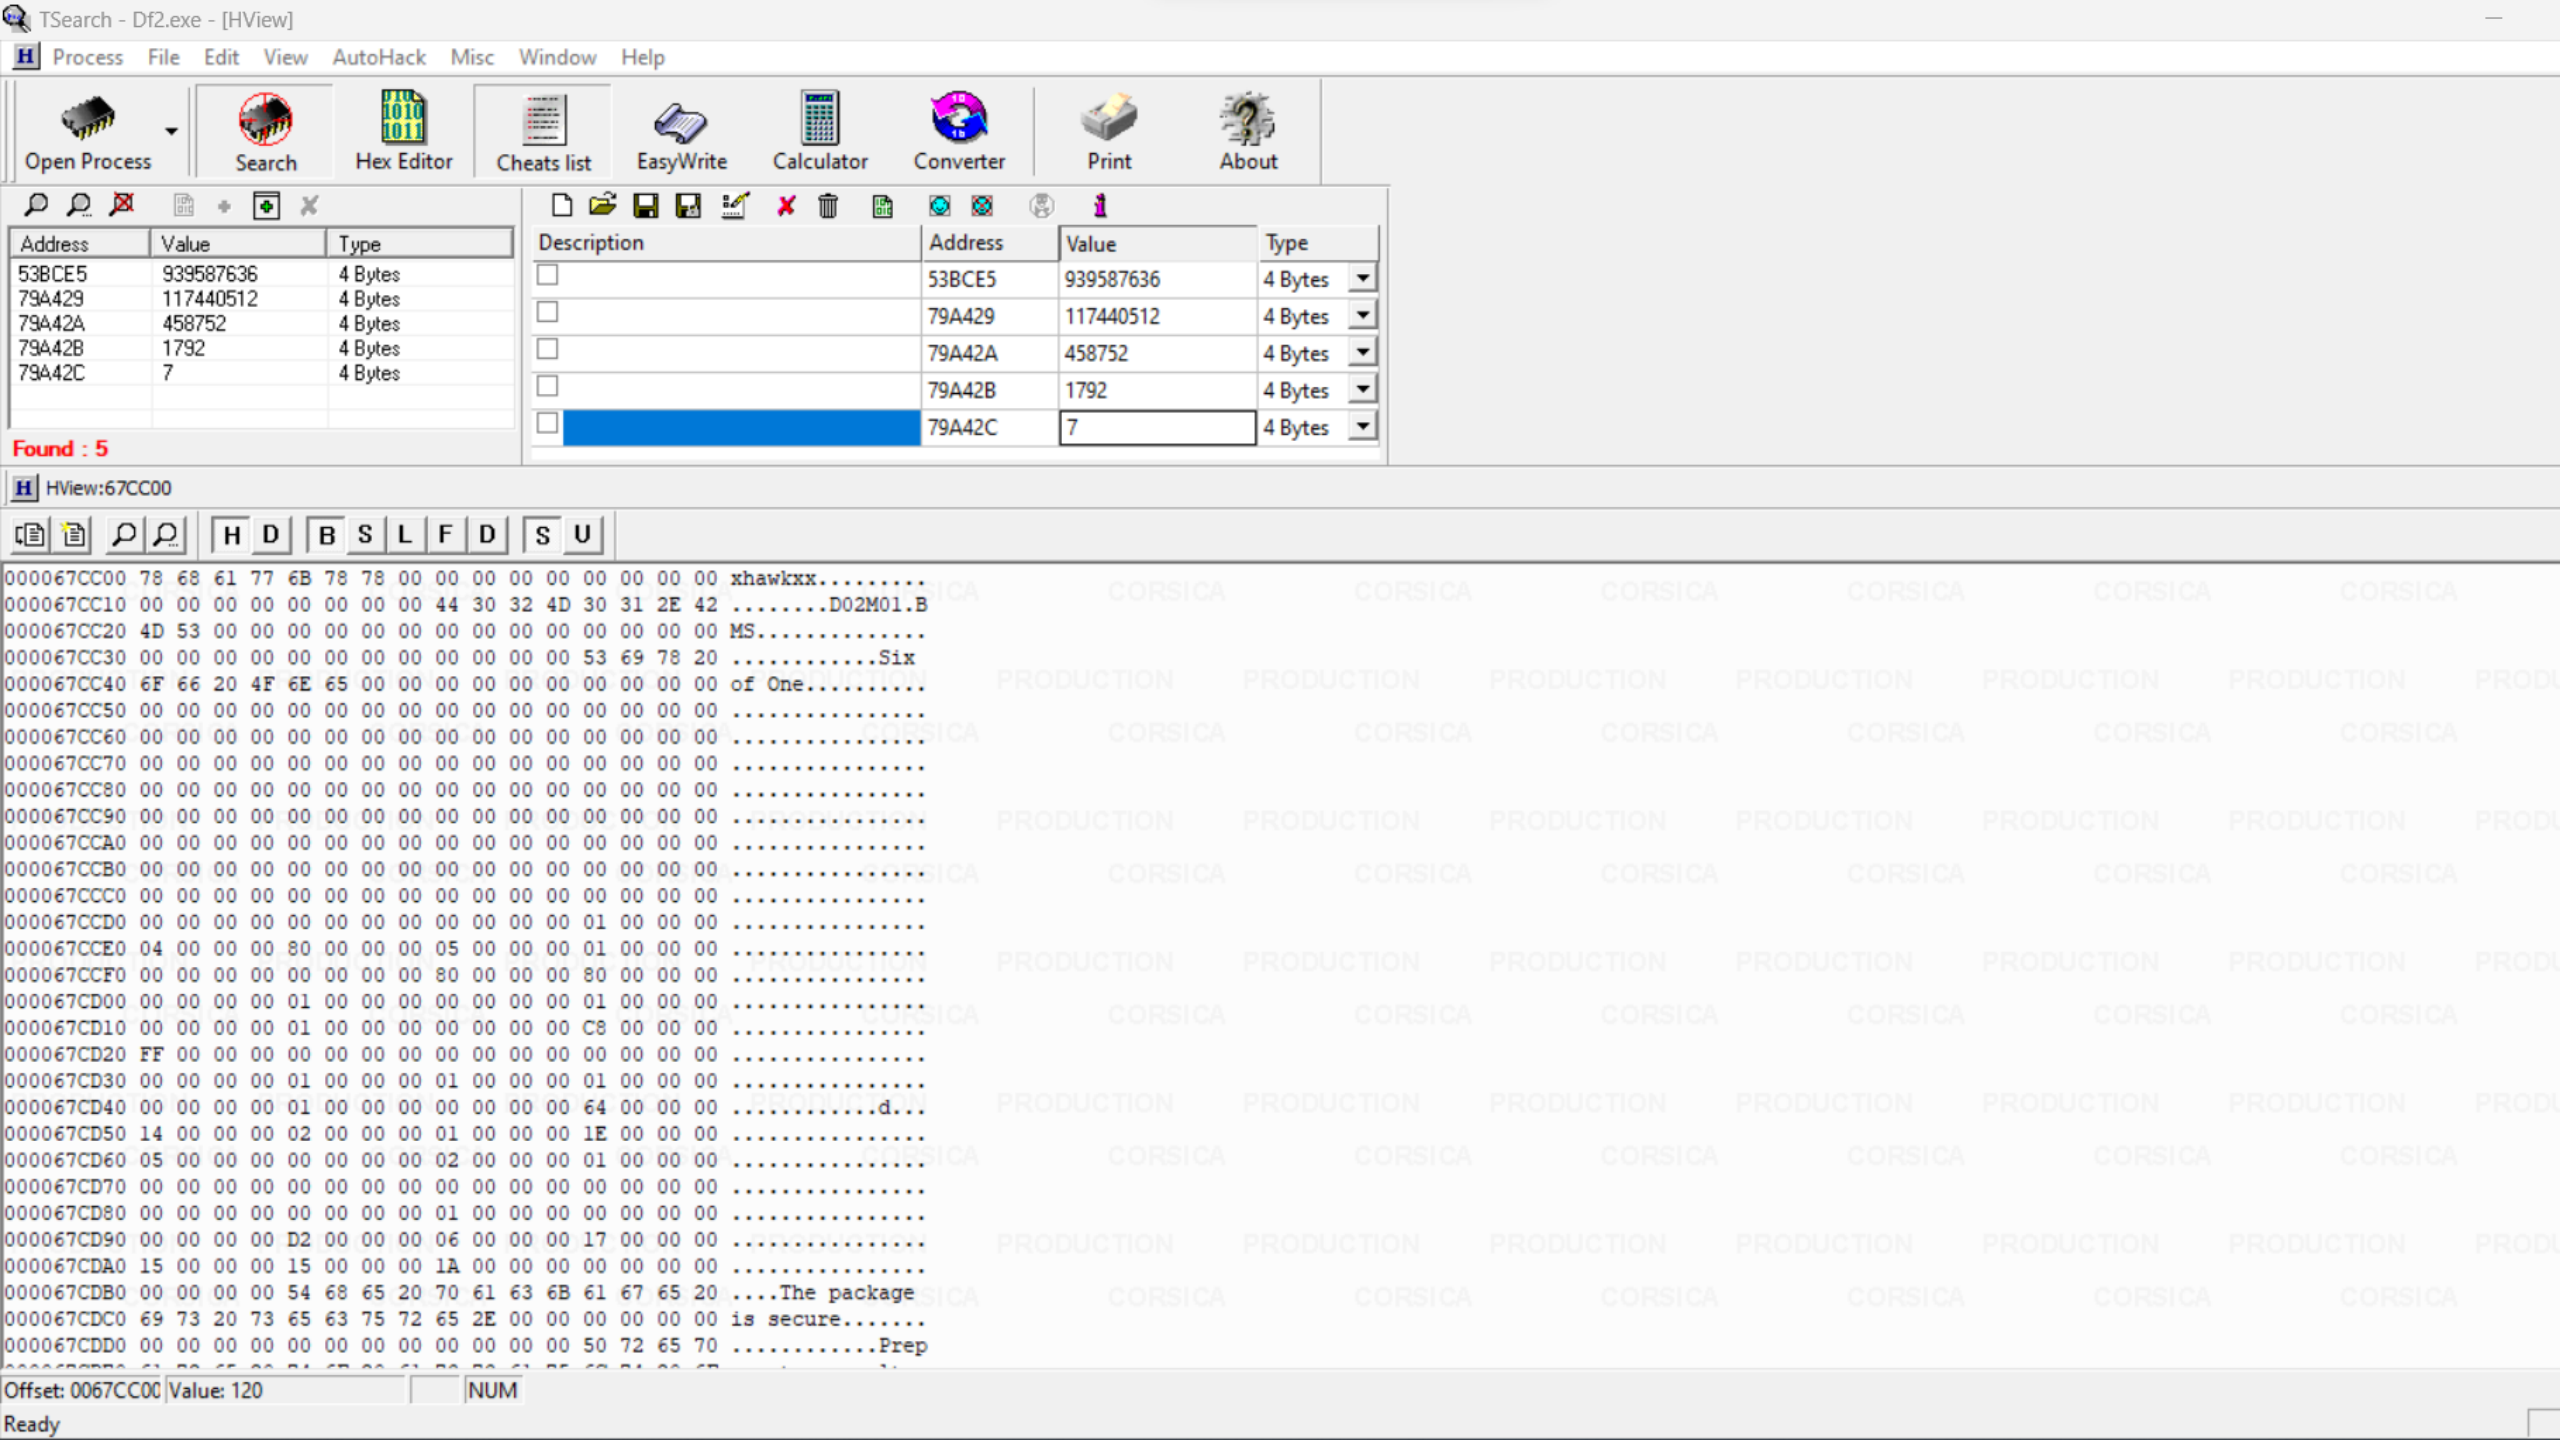 TSearch - Df2.exe - [HView]
Process File Edit View AutoHack Misc Window Help
Open Process Search Hex Editor Cheats list EasyWrite Calculator Converter Print About
Address Value Type
53BCE5 939587636 4 Bytes
79A429 117440512 4 Bytes
79A42A 458752 4 Bytes
79A42B 1792 4 Bytes
79A42C 7 4 Bytes
Found : 5
Description Address Value Type
53BCE5 939587636 4 Bytes
79A429 117440512 4 Bytes
79A42A 458752 4 Bytes
79A42B 1792 4 Bytes
79A42C 7 4 Bytes
HView:67CC00
H D B S L F D S U
000067CC00 78 68 61 77 6B 78 78 00 00 00 00 00 00 00 00 00 xhawkxx.........
000067CC10 00 00 00 00 00 00 00 00 44 30 32 4D 30 31 2E 42 ........D02M01.B
000067CC20 4D 53 00 00 00 00 00 00 00 00 00 00 00 00 00 00 MS..............
000067CC30 00 00 00 00 00 00 00 00 00 00 00 00 53 69 78 20 ............Six
000067CC40 6F 66 20 4F 6E 65 00 00 00 00 00 00 00 00 00 00 of One..........
000067CC50 00 00 00 00 00 00 00 00 00 00 00 00 00 00 00 00 ................
000067CC60 00 00 00 00 00 00 00 00 00 00 00 00 00 00 00 00 ................
000067CC70 00 00 00 00 00 00 00 00 00 00 00 00 00 00 00 00 ................
000067CC80 00 00 00 00 00 00 00 00 00 00 00 00 00 00 00 00 ................
000067CC90 00 00 00 00 00 00 00 00 00 00 00 00 00 00 00 00 ................
000067CCA0 00 00 00 00 00 00 00 00 00 00 00 00 00 00 00 00 ................
000067CCB0 00 00 00 00 00 00 00 00 00 00 00 00 00 00 00 00 ................
000067CCC0 00 00 00 00 00 00 00 00 00 00 00 00 00 00 00 00 ................
000067CCD0 00 00 00 00 00 00 00 00 00 00 00 00 01 00 00 00 ................
000067CCE0 04 00 00 00 80 00 00 00 05 00 00 00 01 00 00 00 ................
000067CCF0 00 00 00 00 00 00 00 00 80 00 00 00 80 00 00 00 ................
000067CD00 00 00 00 00 01 00 00 00 00 00 00 00 01 00 00 00 ................
000067CD10 00 00 00 00 01 00 00 00 00 00 00 00 C8 00 00 00 ................
000067CD20 FF 00 00 00 00 00 00 00 00 00 00 00 00 00 00 00 ................
000067CD30 00 00 00 00 01 00 00 00 01 00 00 00 01 00 00 00 ................
000067CD40 00 00 00 00 01 00 00 00 00 00 00 00 64 00 00 00 ............d...
000067CD50 14 00 00 00 02 00 00 00 01 00 00 00 1E 00 00 00 ................
000067CD60 05 00 00 00 00 00 00 00 02 00 00 00 01 00 00 00 ................
000067CD70 00 00 00 00 00 00 00 00 00 00 00 00 00 00 00 00 ................
000067CD80 00 00 00 00 00 00 00 00 01 00 00 00 00 00 00 00 ................
000067CD90 00 00 00 00 D2 00 00 00 06 00 00 00 17 00 00 00 ................
000067CDA0 15 00 00 00 15 00 00 00 1A 00 00 00 00 00 00 00 ................
000067CDB0 00 00 00 00 54 68 65 20 70 61 63 6B 61 67 65 20 ....The package
000067CDC0 69 73 20 73 65 63 75 72 65 2E 00 00 00 00 00 00 is secure.......
000067CDD0 00 00 00 00 00 00 00 00 00 00 00 00 50 72 65 70 ............Prep
CORSICA
PRODUCTION
Offset: 0067CC00 Value: 120 NUM
Ready